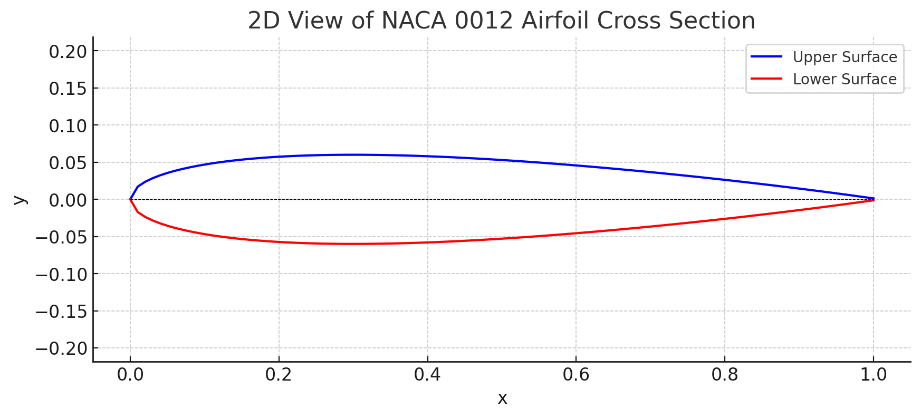 2D View of NACA 0012 Airfoil Cross Section
Upper Surface
Lower Surface
0.20
0.15
0.10
0.05
0.00
−0.05
−0.10
−0.15
−0.20
y
0.0 0.2 0.4 0.6 0.8 1.0
x